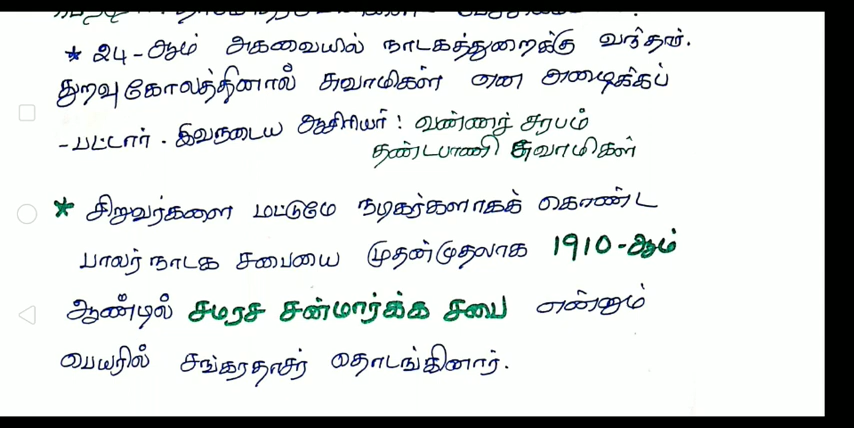 * 24-ஆம் அகவையில் நாடகத்துறைக்கு வந்தார்.
துறவுகோலத்தினால் சுவாமிகள் என அழைக்கப்
-பட்டார். இவருடைய ஆசிரியர்: வண்ணச் சரபம்
தண்டபாணி சுவாமிகள்
* சிறுவர்களை மட்டுமே நடிகர்களாகக் கொண்ட
பாலர் நாடக சபையை முதன்முதலாக 1910-ஆம்
ஆண்டில் சமரச சன்மார்க்க சபை என்னும்
பெயரில் சங்கரதாசர் தொடங்கினார்.